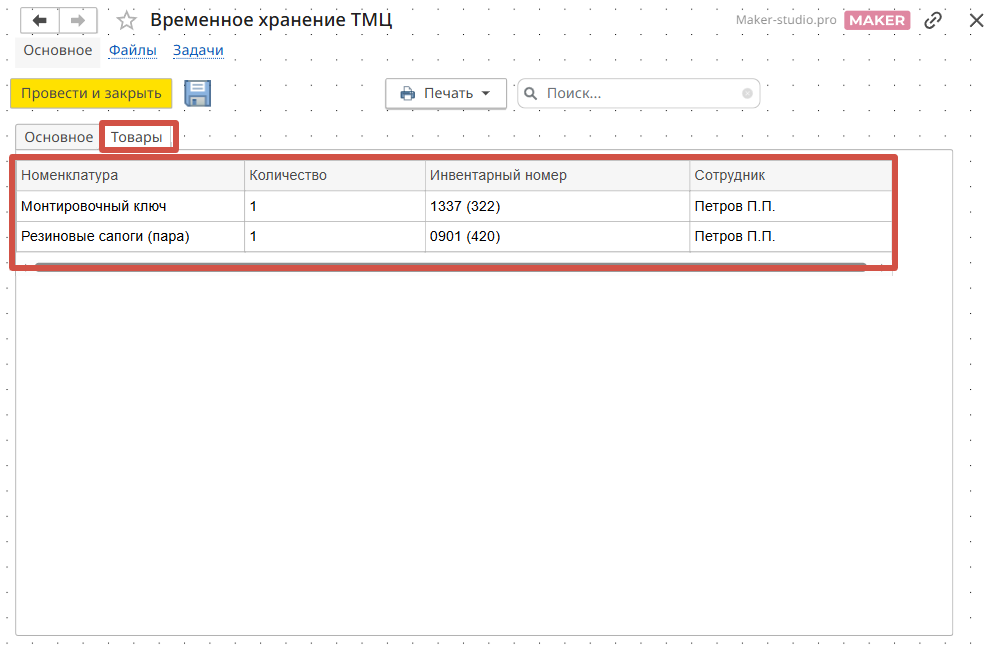 Временное хранение ТМЦ Maker-studio.pro MAKER
Основное Файлы Задачи
Провести и закрыть Печать Поиск...
Основное Товары
Номенклатура Количество Инвентарный номер Сотрудник
Монтировочный ключ 1 1337 (322) Петров П.П.
Резиновые сапоги (пара) 1 0901 (420) Петров П.П.